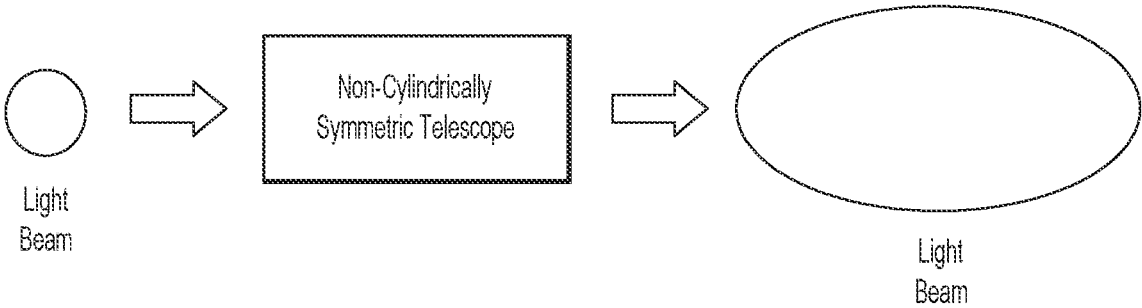 Light
Beam
Non-Cylindrically
Symmetric Telescope
Light
Beam